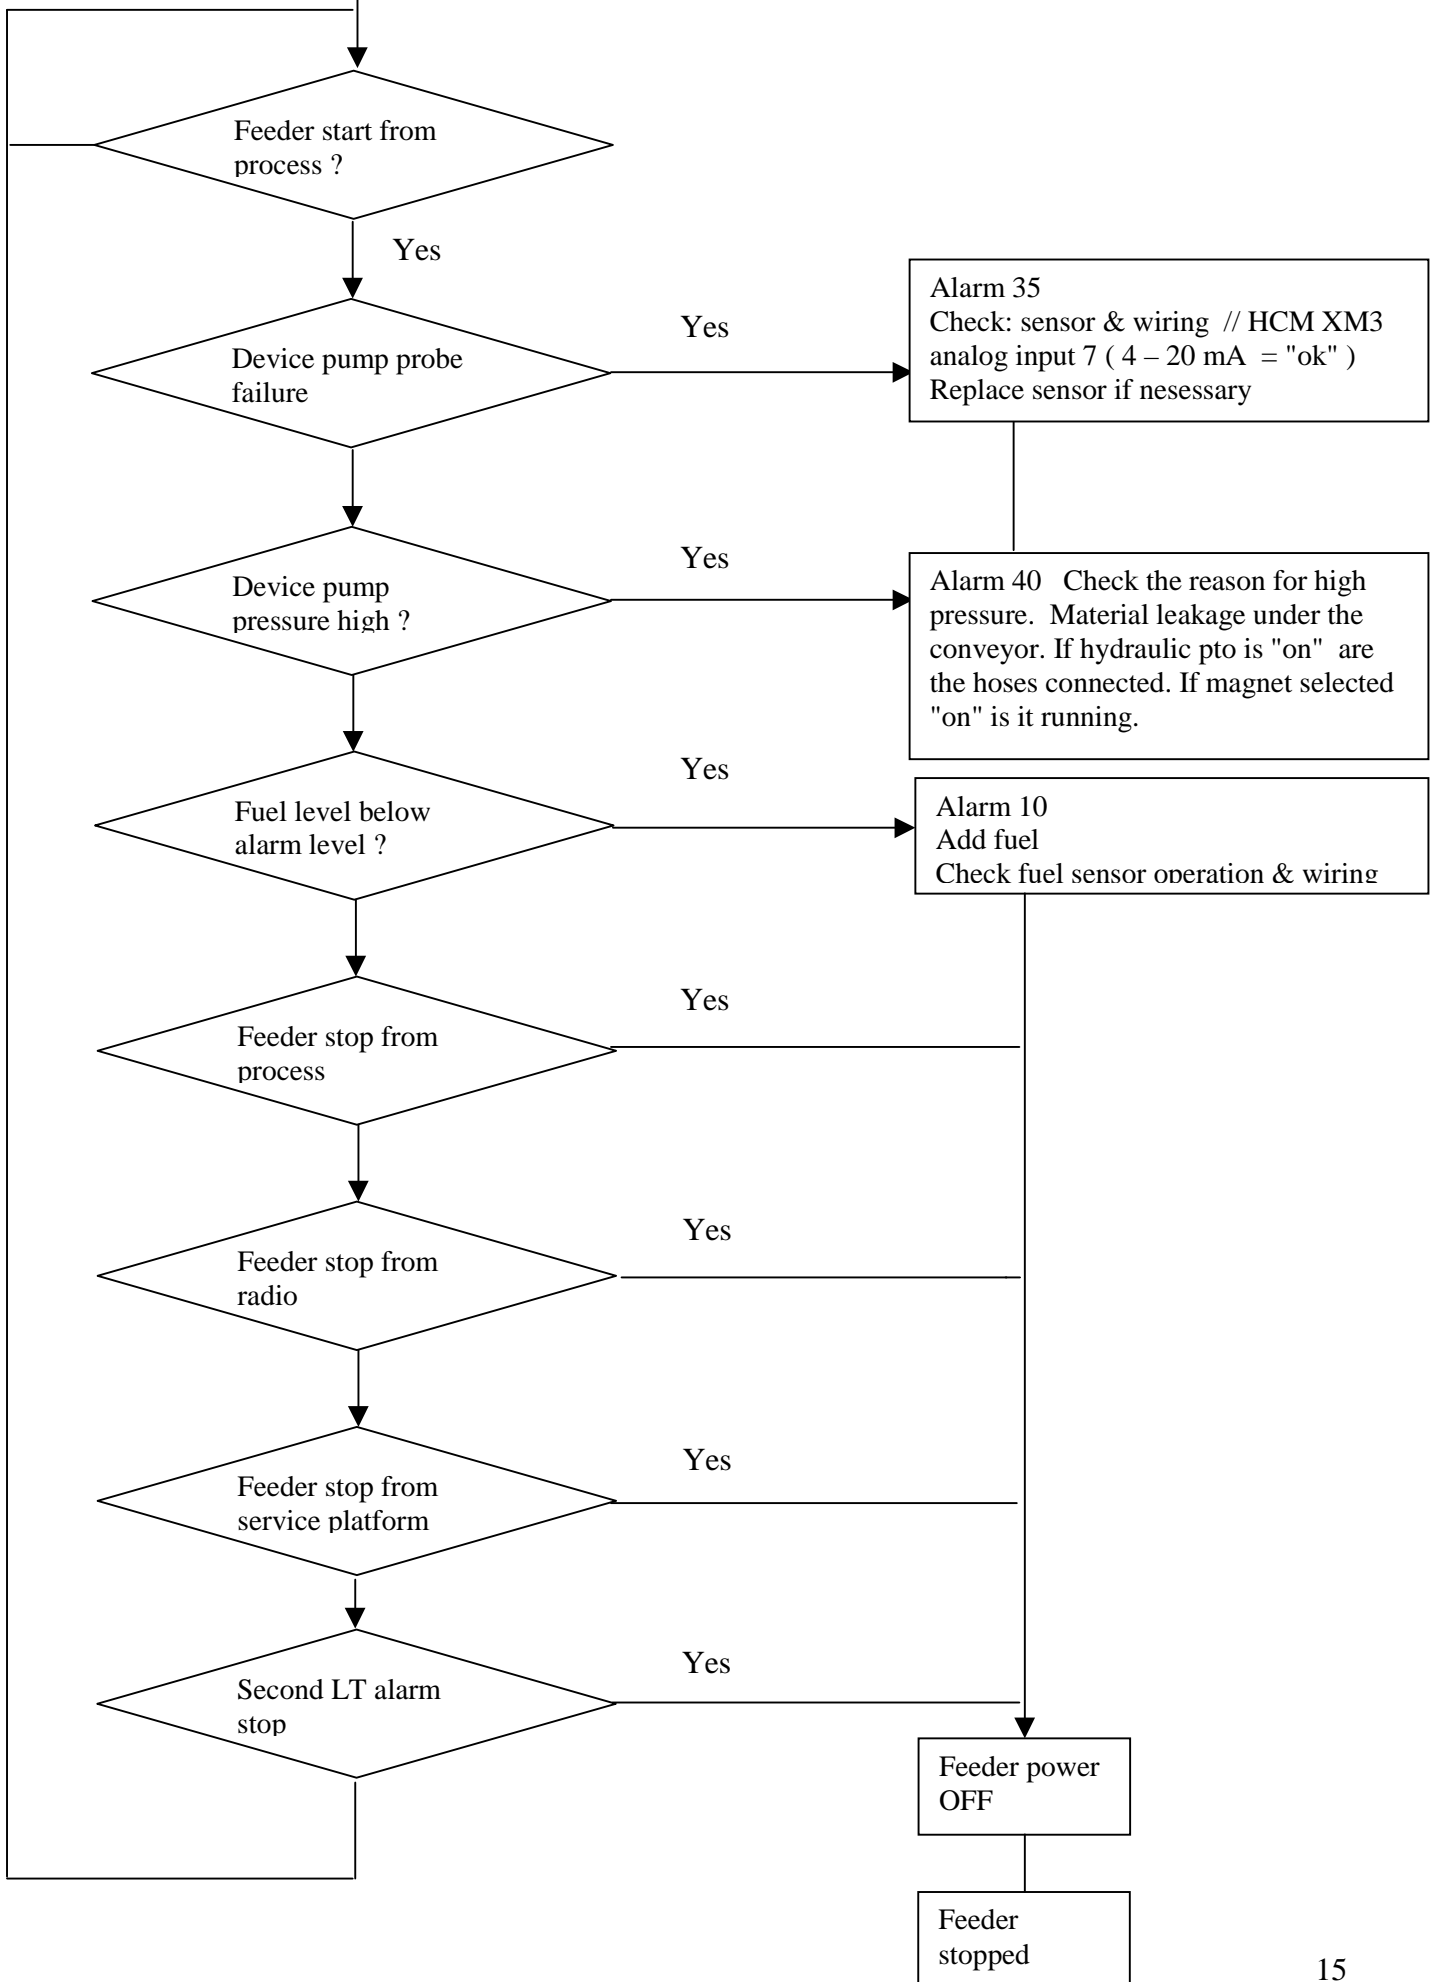 Feeder start from
process ?
Yes
Device pump probe
failure
Yes
Alarm 35
Check: sensor & wiring // HCM XM3
analog input 7 ( 4 – 20 mA = "ok" )
Replace sensor if nesessary
Device pump
pressure high ?
Yes
Alarm 40 Check the reason for high
pressure. Material leakage under the
conveyor. If hydraulic pto is "on" are
the hoses connected. If magnet selected
"on" is it running.
Fuel level below
alarm level ?
Yes
Alarm 10
Add fuel
Check fuel sensor operation & wiring
Feeder stop from
process
Yes
Feeder stop from
radio
Yes
Feeder stop from
service platform
Yes
Second LT alarm
stop
Yes
Feeder power
OFF
Feeder
stopped
15